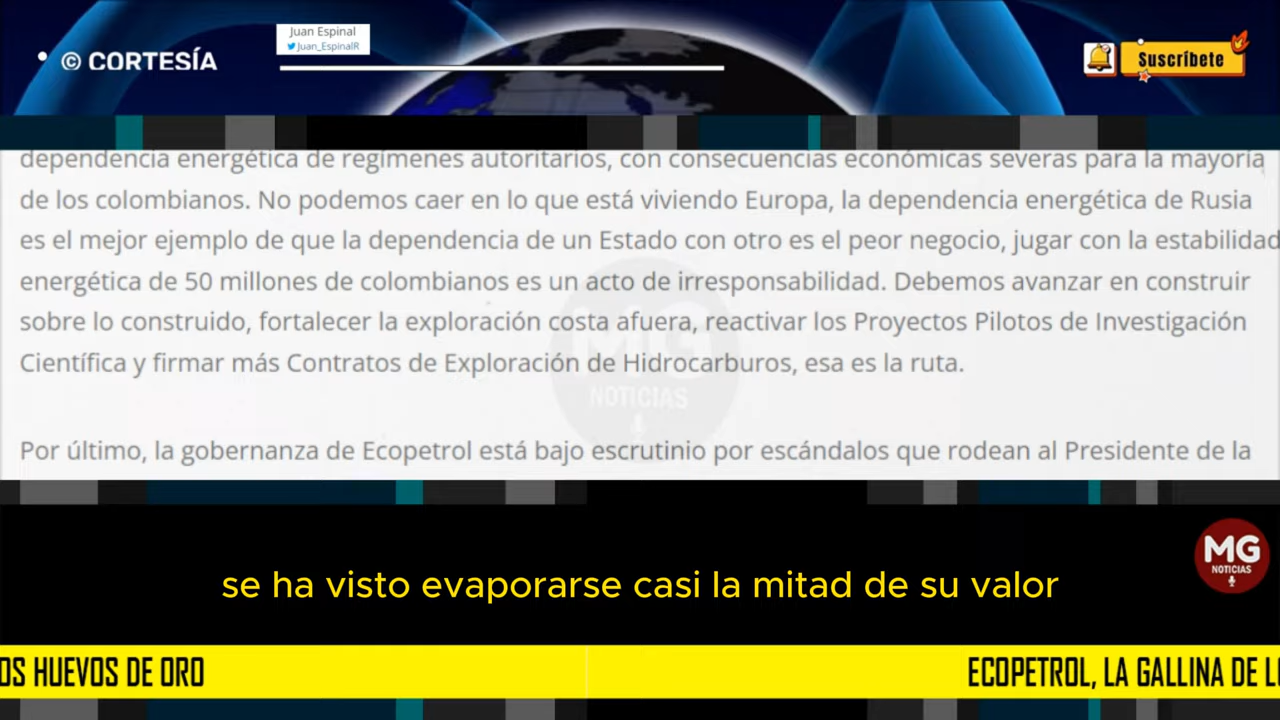 Juan Espinal
Juan_EspinalR
© CORTESÍA
Suscríbete
dependencia energética de regímenes autoritarios, con consecuencias económicas severas para la mayoría
de los colombianos. No podemos caer en lo que está viviendo Europa, la dependencia energética de Rusia
es el mejor ejemplo de que la dependencia de un Estado con otro es el peor negocio, jugar con la estabilidad
energética de 50 millones de colombianos es un acto de irresponsabilidad. Debemos avanzar en construir
sobre lo construido, fortalecer la exploración costa afuera, reactivar los Proyectos Pilotos de Investigación
Científica y firmar más Contratos de Exploración de Hidrocarburos, esa es la ruta.
MG
NOTICIAS
Por último, la gobernanza de Ecopetrol está bajo escrutinio por escándalos que rodean al Presidente de la
MG
NOTICIAS
se ha visto evaporarse casi la mitad de su valor
OS HUEVOS DE ORO
ECOPETROL, LA GALLINA DE LO